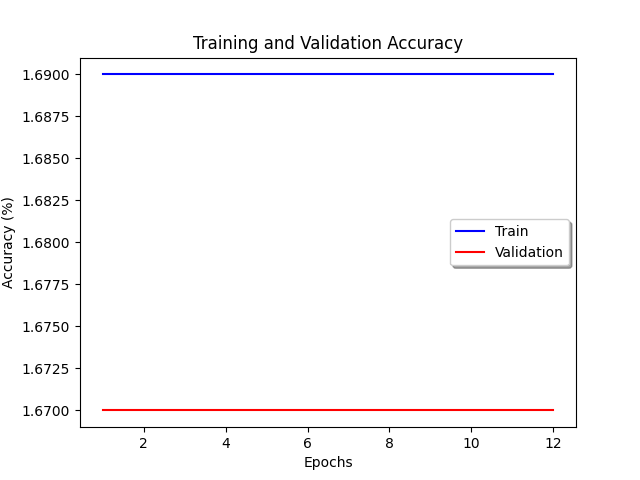 Training and Validation Accuracy
Accuracy (%)
1.6900
1.6875
1.6850
1.6825
1.6800
1.6775
1.6750
1.6725
1.6700
Train
Validation
2 4 6 8 10 12
Epochs